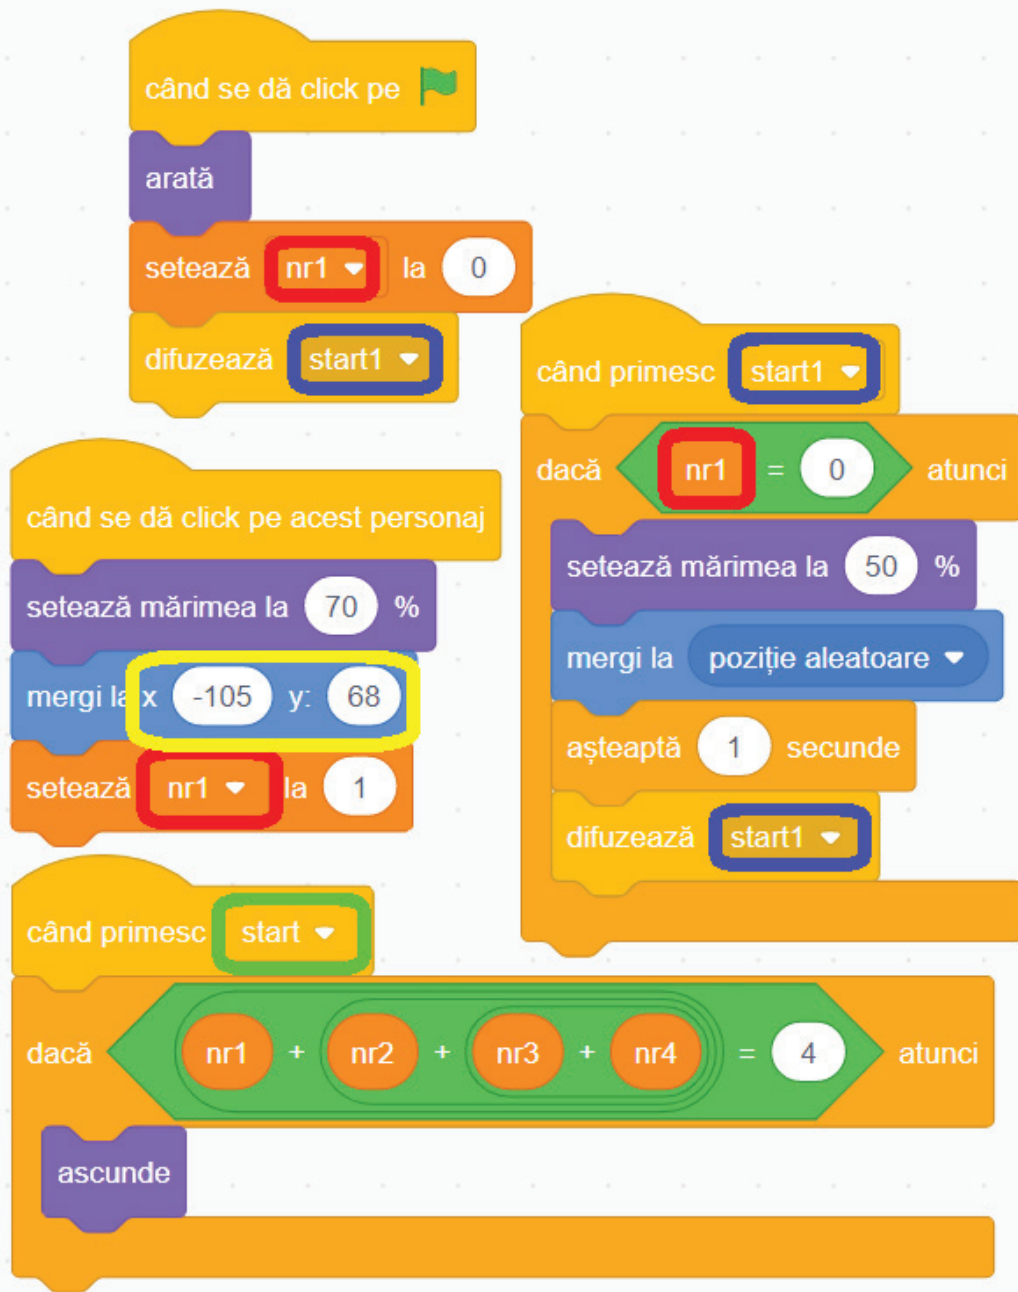 când se dă click pe
arată
setează nr1 la 0
difuzează start1
când primesc start1
dacă nr1 = 0 atunci
setează mărimea la 50 %
mergi la poziție aleatoare
așteaptă 1 secunde
difuzează start1
când se dă click pe acest personaj
setează mărimea la 70 %
mergi la x -105 y: 68
setează nr1 la 1
când primesc start
dacă nr1 + nr2 + nr3 + nr4 = 4 atunci
ascunde